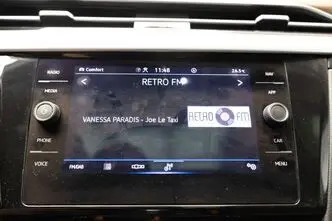 RADIO
Comfort 11:48 24.5°C
NAV
RETRO FM
MEDIA
APP
VANESSA PARADIS - Joe Le Taxi
RETRO FM
PHONE
CAR
VOICE
FM/DAB
MENU